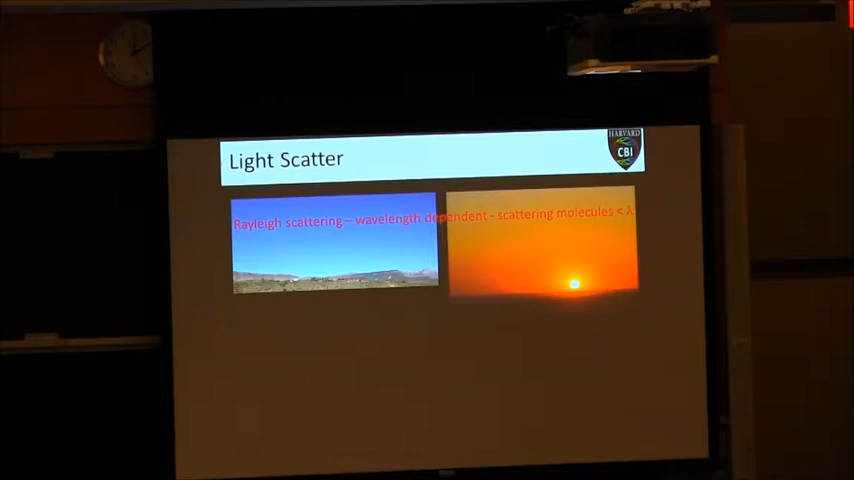 Light Scatter
HARVARD
CBI
Rayleigh scattering – wavelength dependent - scattering molecules < λ